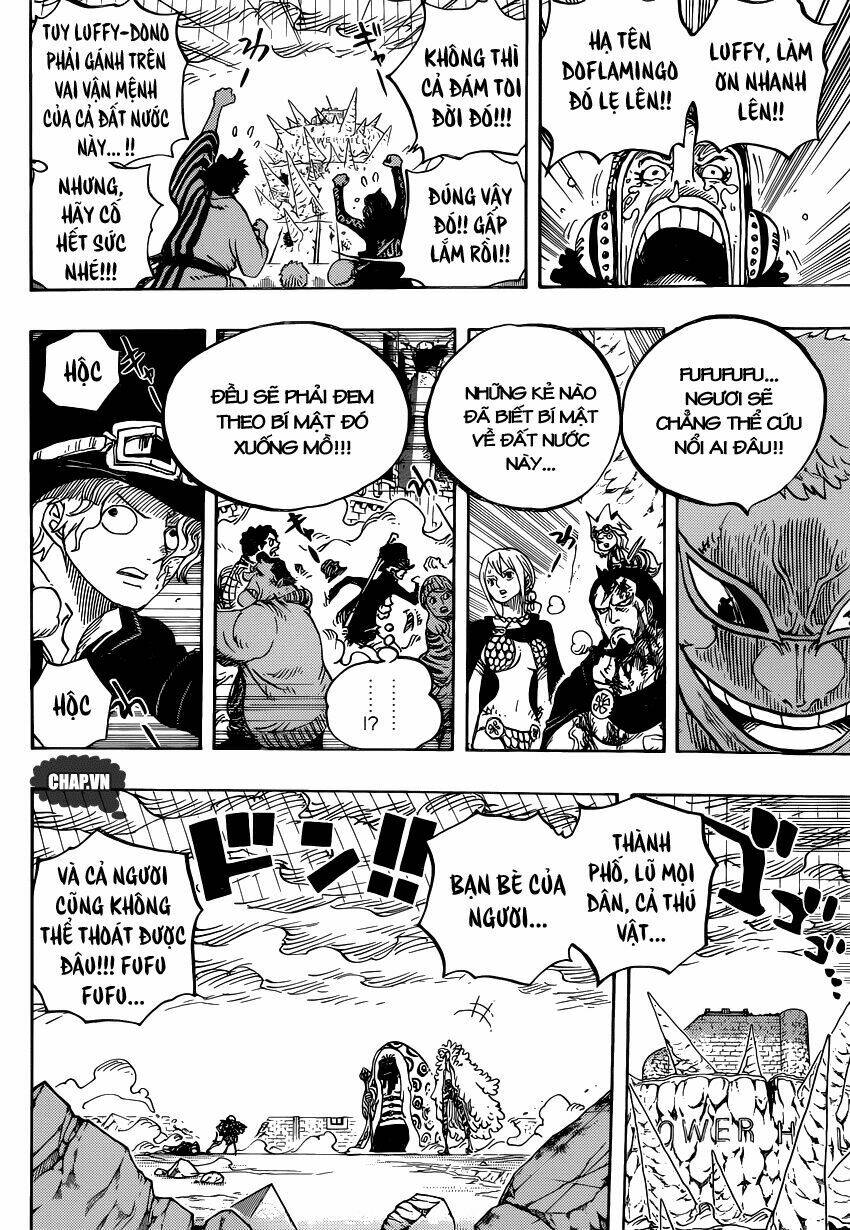 LUFFY, LÀM
ƠN NHANH
LÊN!!
HẠ TÊN
DOFLAMINGO
ĐÓ LẸ LÊN!!
KHÔNG THÌ
CẢ ĐÁM TOI
ĐỜI ĐÓ!!!
ĐÚNG VẬY
ĐÓ!! GẤP
LẮM RỒI!!
TUY LUFFY-DONO
PHẢI GÁNH TRÊN
VAI VẬN MỆNH
CỦA CẢ ĐẤT NƯỚC
NÀY... !!
NHƯNG,
HÃY CỐ
HẾT SỨC
NHÉ!!!
FUFUFUFU...
NGƯƠI SẼ
CHẲNG THỂ CỨU
NỔI AI ĐÂU!!
NHỮNG KẺ NÀO
ĐÃ BIẾT BÍ MẬT
VỀ ĐẤT NƯỚC
NÀY...
ĐỀU SẼ PHẢI ĐEM
THEO BÍ MẬT ĐÓ
XUỐNG MỒ!!!
!?
HỘC
HỘC
CHAP.VN
THÀNH
PHỐ, LŨ MỌI
DÂN, CẢ THÚ
VẬT...
BẠN BÈ CỦA
NGƯƠI...
ドン!!
VÀ CẢ NGƯƠI
CŨNG KHÔNG
THỂ THOÁT ĐƯỢC
ĐÂU!!! FUFU
FUFU...
OWER H LL